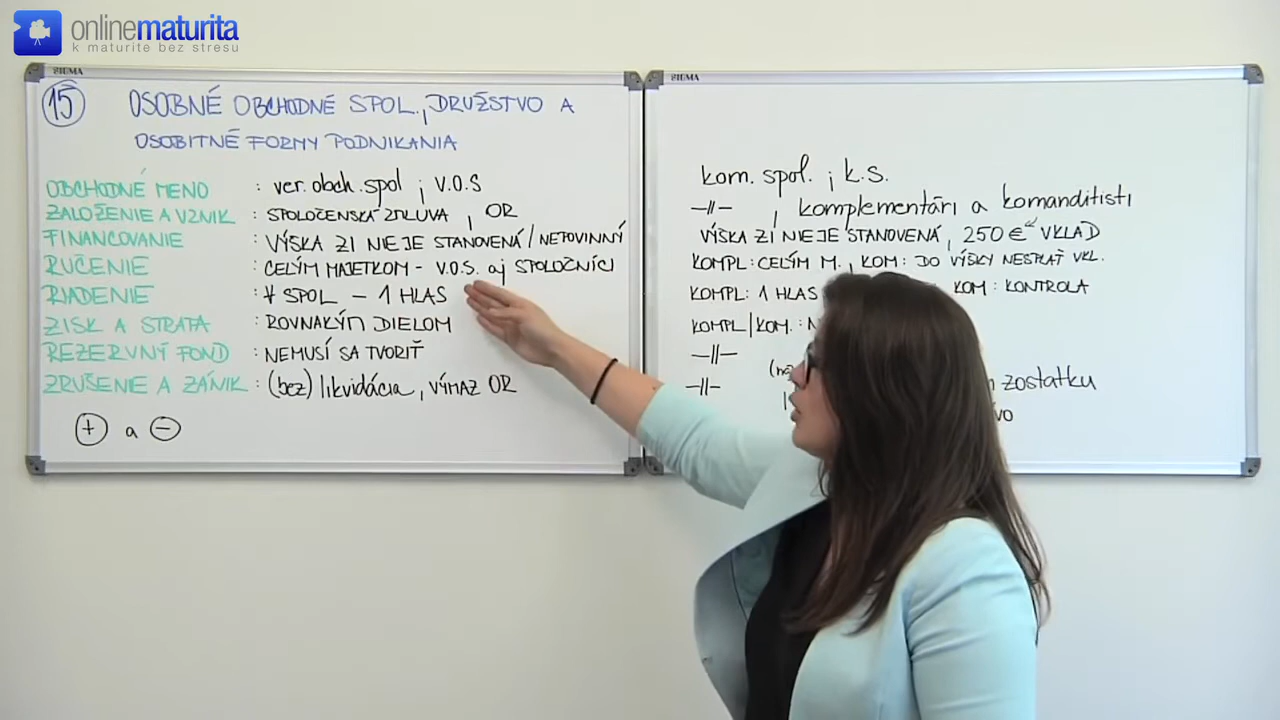 onlinematurita
k maturite bez stresu
SIGMA
SIGMA
15 OSOBNÉ OBCHODNÉ SPOL., DRUŽSTVO A
OSOBITNÉ FORMY PODNIKANIA
OBCHODNÉ MENO : ver. obch. spol ; V.O.S
ZALOŽENIE A VZNIK : SPOLOČENSKÁ ZMLUVA , OR
FINANCOVANIE : VÝŠKA ZI NIE JE STANOVENÁ / NEPOVINNÝ
RUČENIE : CELÝM MAJETKOM - V.O.S. aj SPOLOČNÍCI
RIADENIE : ∀ SPOL - 1 HLAS
ZISK A STRATA : ROVNAKÝM DIELOM
REZERVNÝ FOND : NEMUSÍ SA TVORIŤ
ZRUŠENIE A ZÁNIK : (bez) likvidácia, VÝMAZ OR
+ a -
kom. spol. ; k.S.
-||- , komplementári a komanditisti
VÝŠKA ZI NIE JE STANOVENÁ , 250 € VKLAD
KOMPL: CELÍM M. , KOM: DO VÝŠKY NESPLAŤ VKL.
KOMPL: 1 HLAS KOM: KONTROLA
KOMPL/KOM. :
-||-
-||- zostatku